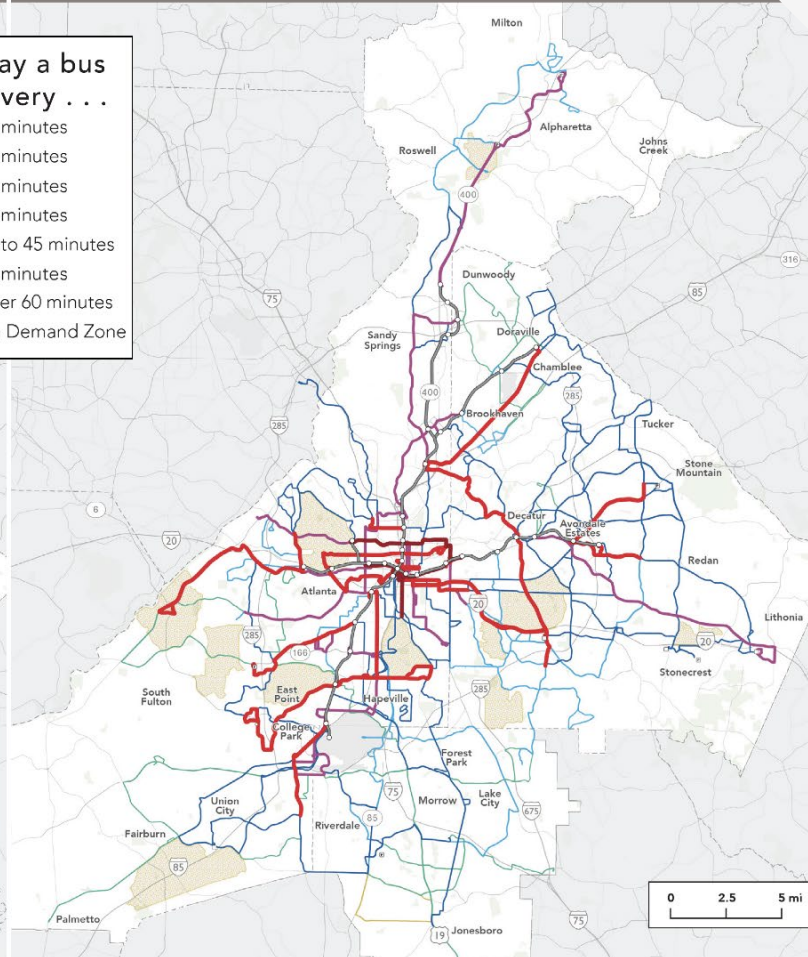 ay a bus
very . . .
minutes
minutes
minutes
minutes
to 45 minutes
minutes
er 60 minutes
Demand Zone
Milton
Alpharetta
Johns
Creek
Roswell
400
316
Dunwoody
85
75
Sandy
Springs
Doraville
Chamblee
400
285
Brookhaven
285
Tucker
Stone
Mountain
6
20
Decatur
Avondale
Estates
Redan
Atlanta
20
Lithonia
285
166
20
Stonecrest
South
Fulton
East
Point
Hapeville
285
College
Park
Forest
Park
Union
City
75
Morrow
Lake
City
675
Riverdale
85
Fairburn
85
Palmetto
19
Jonesboro
75
0 2.5 5 mi